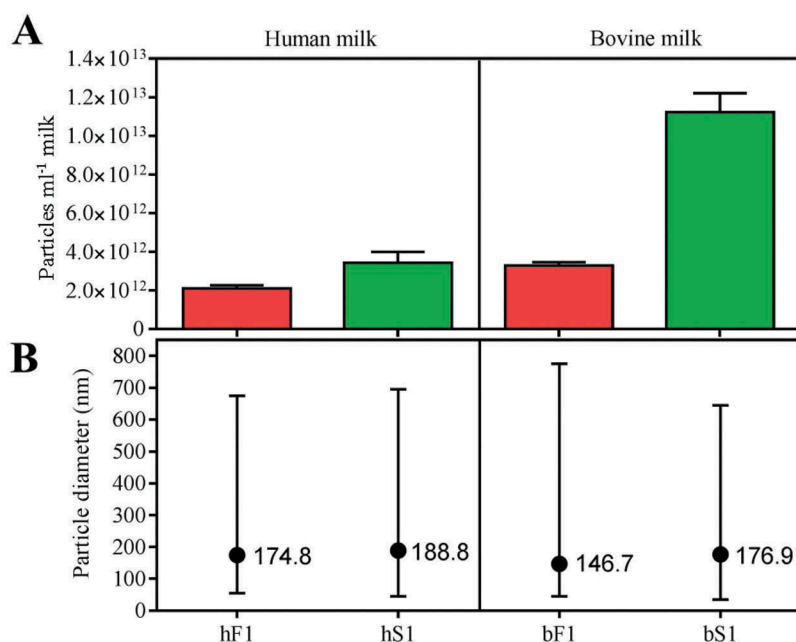 A
Human milk
Bovine milk
Particles ml⁻¹ milk
1.4× 10¹³
1.2× 10¹³
1.0× 10¹³
8.0× 10¹²
6.0× 10¹²
4.0× 10¹²
2.0× 10¹²
0
B
Particle diameter (nm)
800
700
600
500
400
300
200
100
0
174.8
188.8
146.7
176.9
hF1
hS1
bF1
bS1